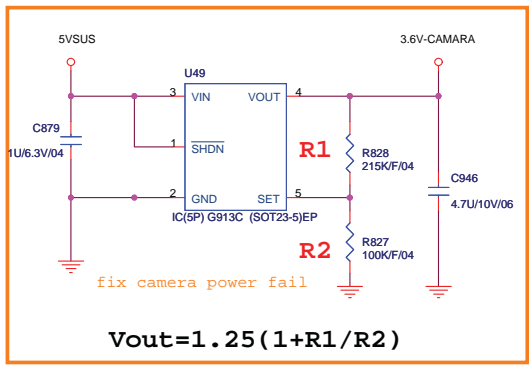 5VSUS
3.6V-CAMARA
U49
3
VIN
VOUT
4
C879
1U/6.3V/04
1
SHDN
R1
R828
215K/F/04
C946
4.7U/10V/06
2
GND
SET
5
IC(5P) G913C (SOT23-5)EP
R2
R827
100K/F/04
fix camera power fail
Vout=1.25(1+R1/R2)